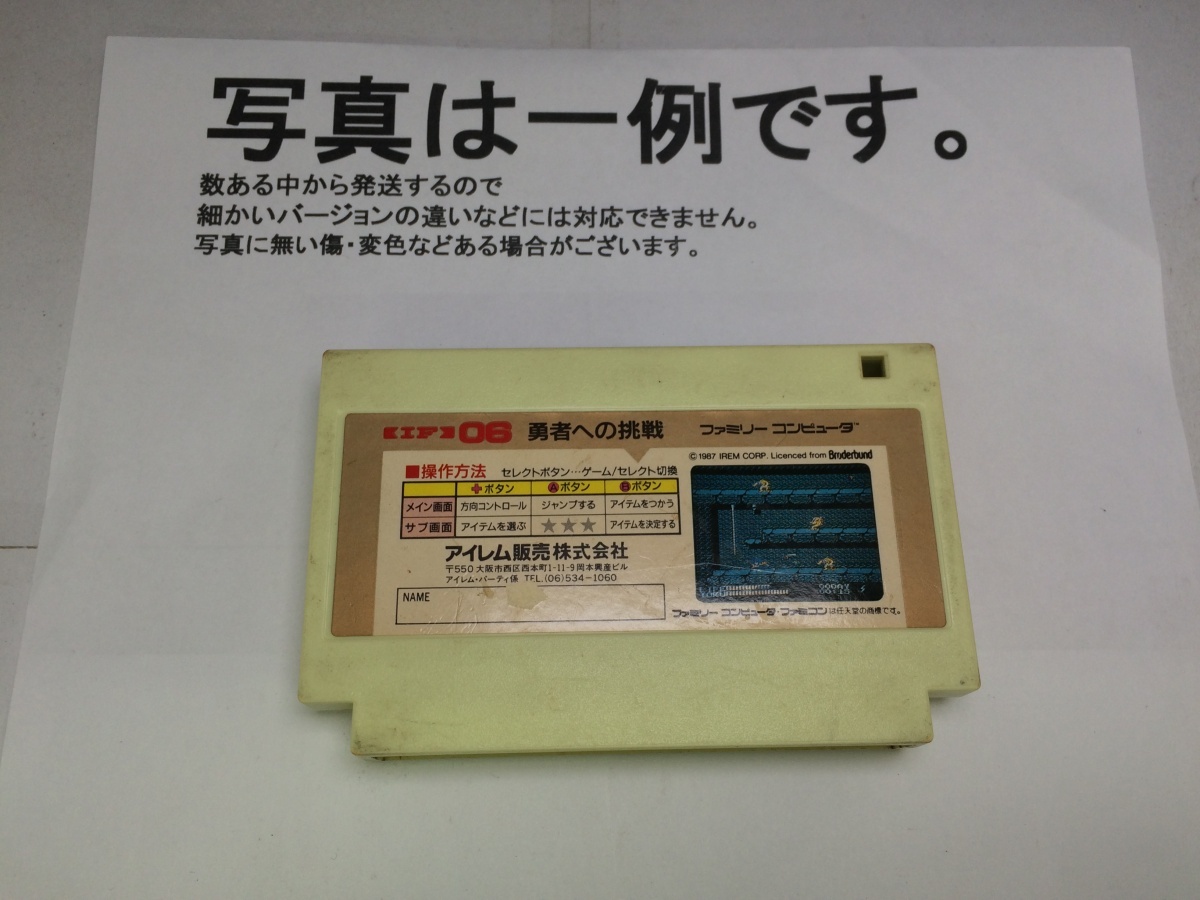 写真は一例です。
数ある中から発送するので
細かいバージョンの違いなどには対応できません。
写真に無い傷・変色などある場合がございます。
IF 06 勇者への挑戦 ファミリー コンピュータ™
©1987 IREM CORP. Licenced from Brøderbund
■操作方法 セレクトボタン…ゲーム/セレクト切換
✚ボタン Ⓐボタン Ⓑボタン
メイン画面 方向コントロール ジャンプする アイテムをつかう
サブ画面 アイテムを選ぶ ★★★ アイテムを決定する
アイレム販売株式会社
〒550 大阪市西区西本町1-11-9 岡本興産ビル
アイレム・パーティ係 TEL.(06)534-1060
NAME
ファミリー コンピュータ・ファミコンは任天堂の商標です。